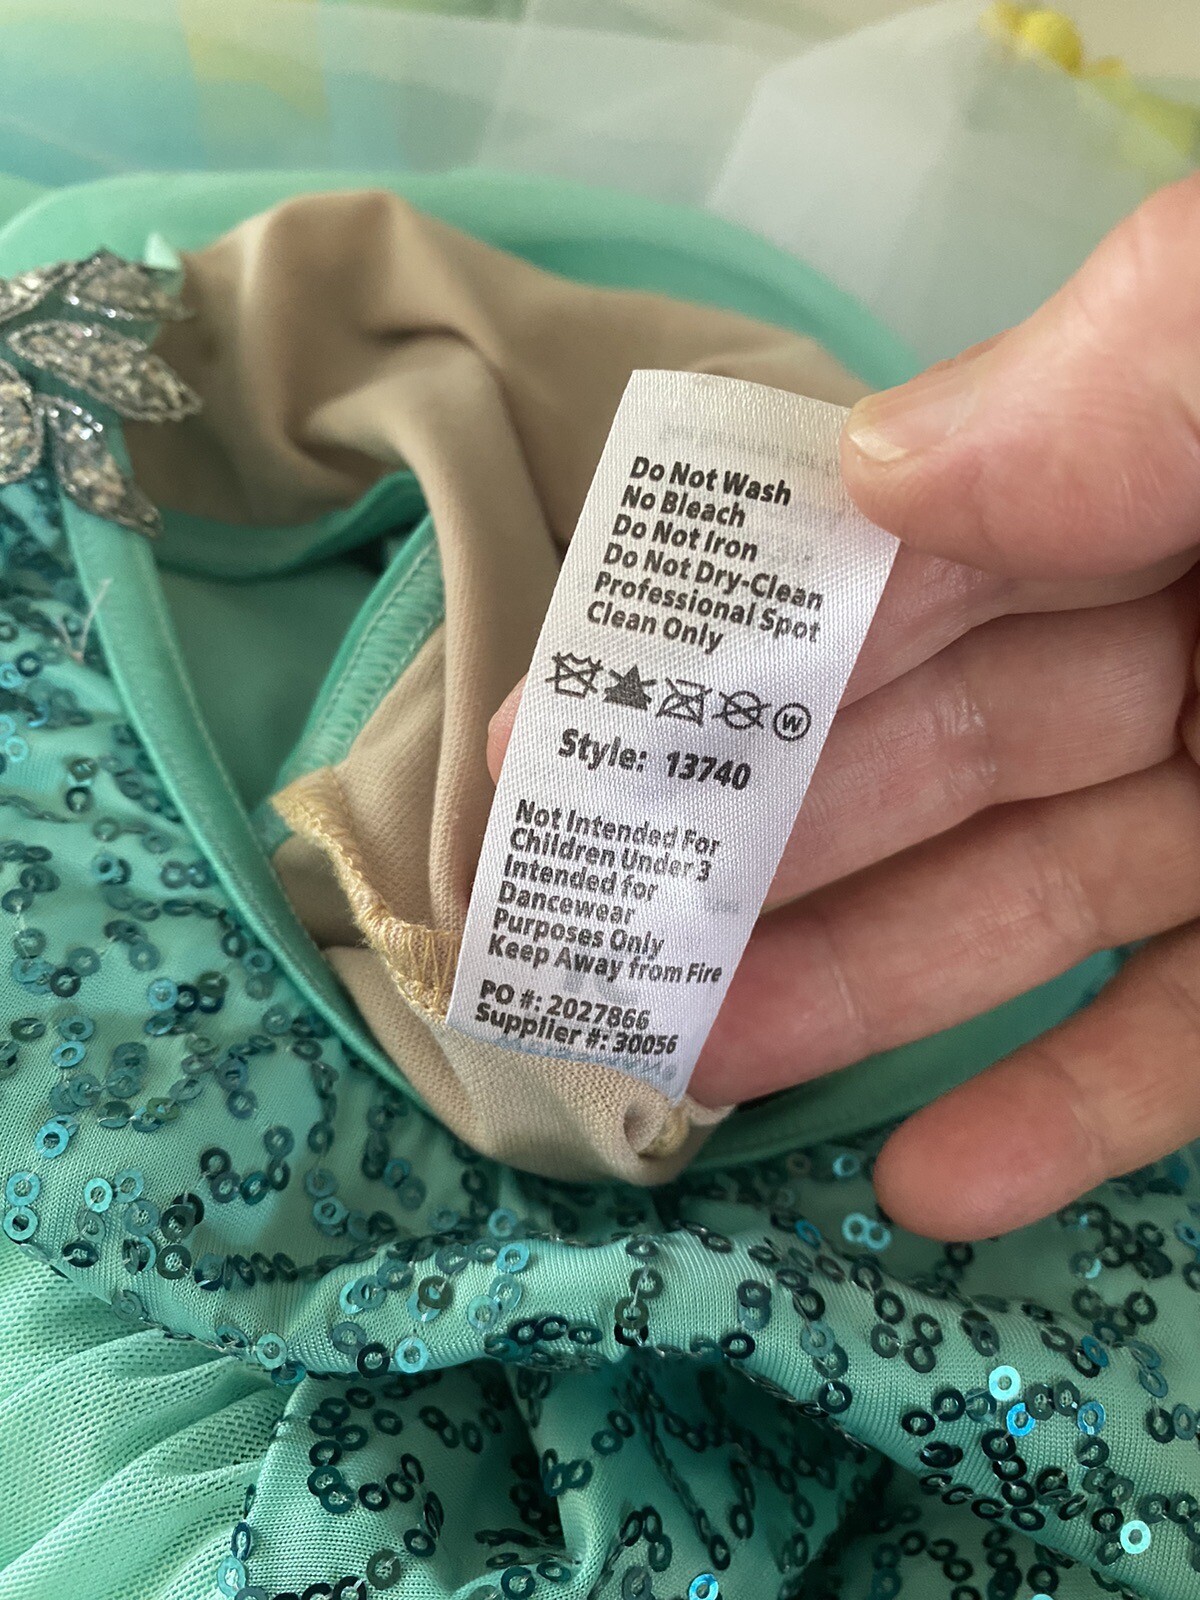 Do Not Wash
No Bleach
Do Not Iron
Do Not Dry-Clean
Professional Spot
Clean Only
W
Style: 13740
Not Intended For
Children Under 3
Intended for
Dancewear
Purposes Only
Keep Away from Fire
PO #: 2027866
Supplier #: 30056